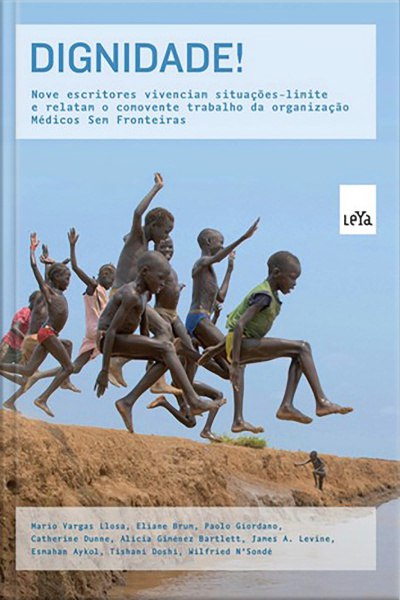 DIGNIDADE!
Nove escritores vivenciam situações-limite
e relatam o comovente trabalho da organização
Médicos Sem Fronteiras
LeYa
Mario Vargas Llosa, Eliane Brum, Paolo Giordano,
Catherine Dunne, Alicia Giménez Bartlett, James A. Levine,
Esmahan Aykol, Tishani Doshi, Wilfried N'Sondé